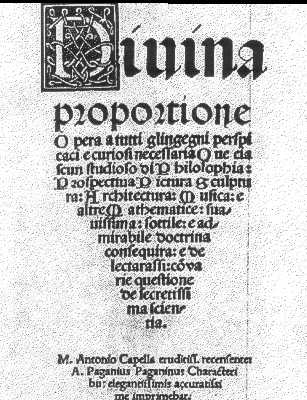 Diuina
proportione
Opera a tutti glingegni perspi
caci e curiosi necessaria Oue cia
scun studioso di Philosophia:
Prospectiua Pictura Sculptu
ra: Architectura: Musica: e
altre Mathematice: sua
uissima: sottile: e ad
mirabile doctrina
consequira: e de
lectarassi: cõ va
rie questione
de secretissi
ma scien-
tia.
M. Antonio Capella eruditiss. recensente:
A. Paganius Paganinus Characteri
bus elegantissimis accuratissi
me imprimebat.